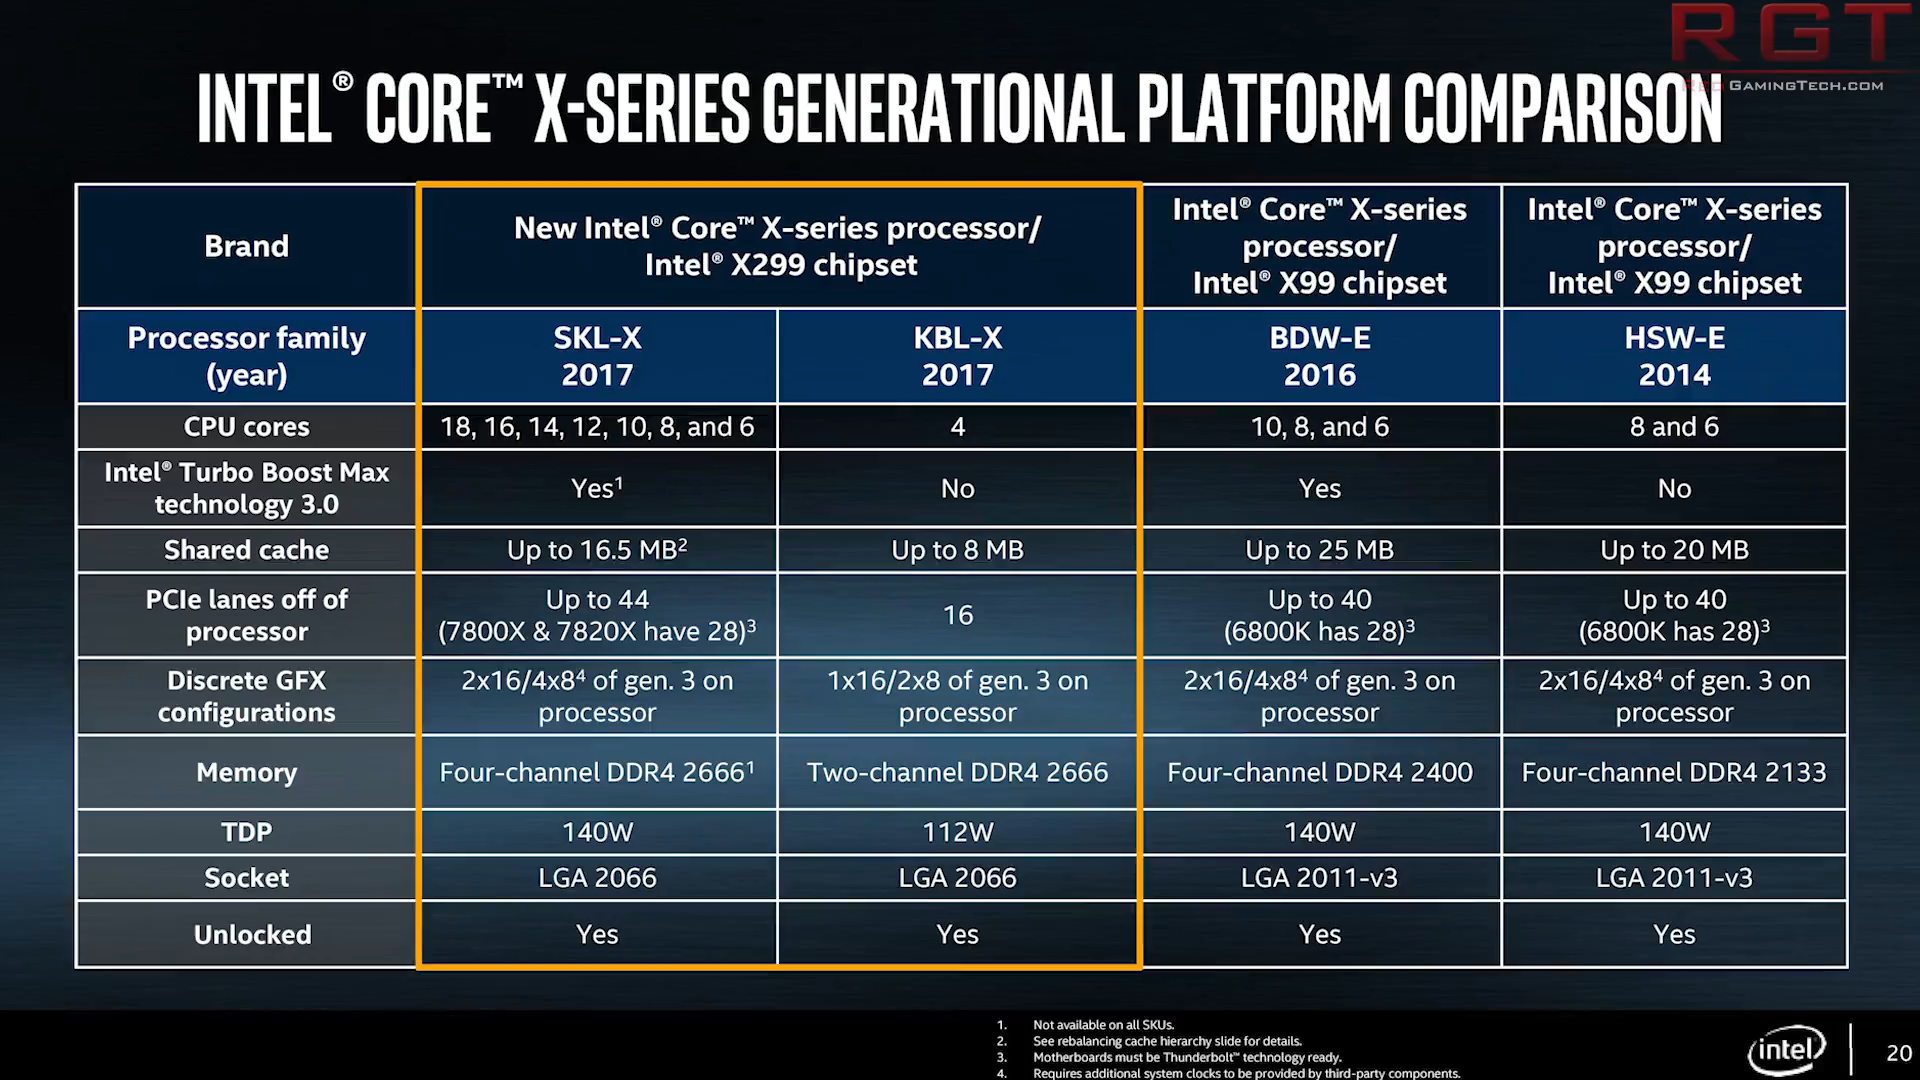 RGT
RedGamingTech.com
INTEL® CORE™ X-SERIES GENERATIONAL PLATFORM COMPARISON
Brand
New Intel® Core™ X-series processor/
Intel® X299 chipset
Intel® Core™ X-series
processor/
Intel® X99 chipset
Intel® Core™ X-series
processor/
Intel® X99 chipset
Processor family
(year)
SKL-X
2017
KBL-X
2017
BDW-E
2016
HSW-E
2014
CPU cores
18, 16, 14, 12, 10, 8, and 6
4
10, 8, and 6
8 and 6
Intel® Turbo Boost Max
technology 3.0
Yes¹
No
Yes
No
Shared cache
Up to 16.5 MB²
Up to 8 MB
Up to 25 MB
Up to 20 MB
PCIe lanes off of
processor
Up to 44
(7800X & 7820X have 28)³
16
Up to 40
(6800K has 28)³
Up to 40
(6800K has 28)³
Discrete GFX
configurations
2x16/4x8⁴ of gen. 3 on
processor
1x16/2x8 of gen. 3 on
processor
2x16/4x8⁴ of gen. 3 on
processor
2x16/4x8⁴ of gen. 3 on
processor
Memory
Four-channel DDR4 2666¹
Two-channel DDR4 2666
Four-channel DDR4 2400
Four-channel DDR4 2133
TDP
140W
112W
140W
140W
Socket
LGA 2066
LGA 2066
LGA 2011-v3
LGA 2011-v3
Unlocked
Yes
Yes
Yes
Yes
1. Not available on all SKUs.
2. See rebalancing cache hierarchy slide for details.
3. Motherboards must be Thunderbolt™ technology ready.
4. Requires additional system clocks to be provided by third-party components.
intel
20